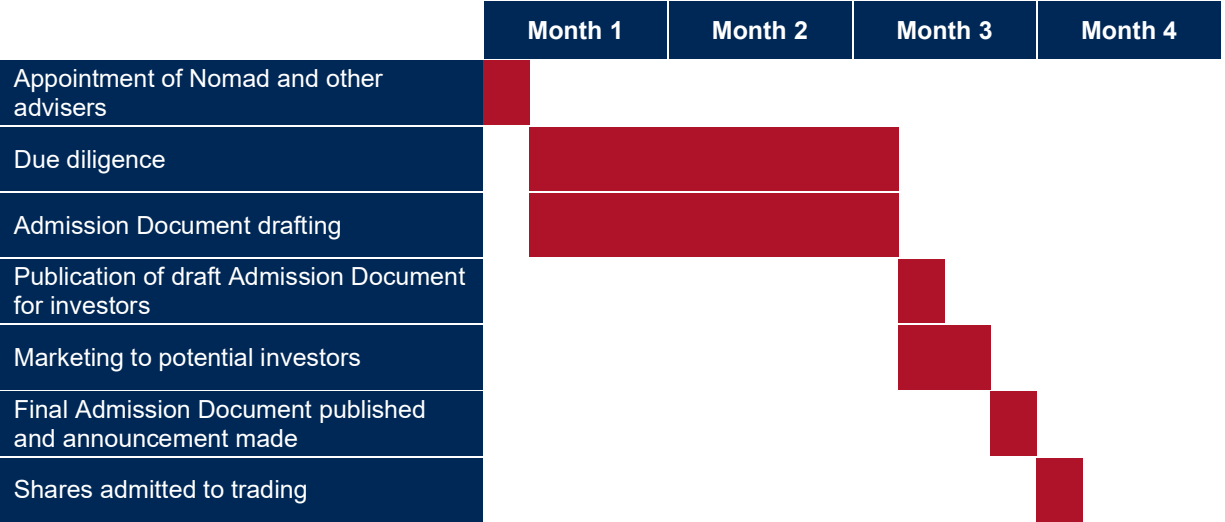 Month 1 Month 2 Month 3 Month 4
Appointment of Nomad and other
advisers
Due diligence
Admission Document drafting
Publication of draft Admission Document
for investors
Marketing to potential investors
Final Admission Document published
and announcement made
Shares admitted to trading